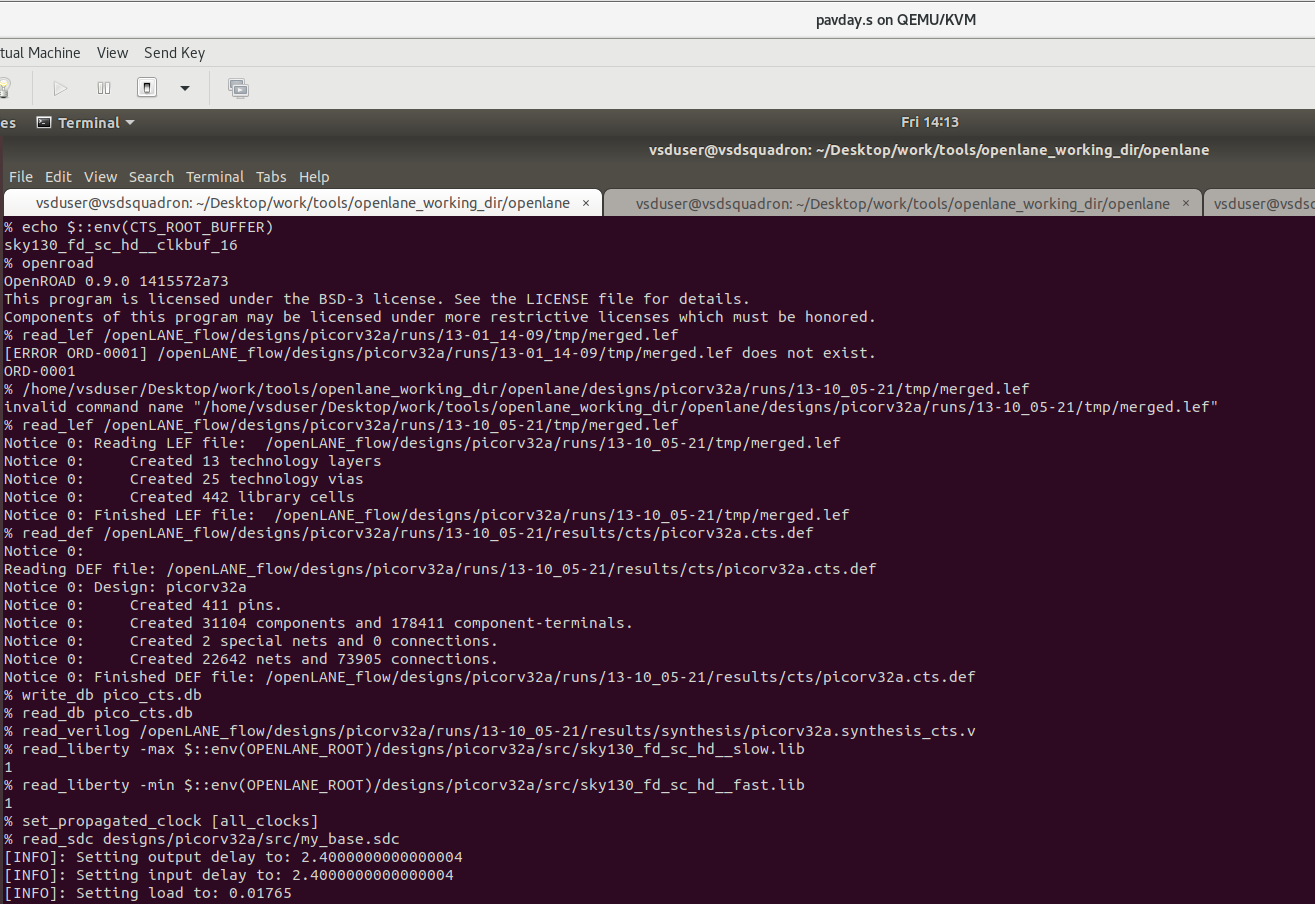 pavday.s on QEMU/KVM
tual Machine View Send Key
es Terminal Fri 14:13
vsduser@vsdsquadron: ~/Desktop/work/tools/openlane_working_dir/openlane
File Edit View Search Terminal Tabs Help
vsduser@vsdsquadron: ~/Desktop/work/tools/openlane_working_dir/openlane × vsduser@vsdsquadron: ~/Desktop/work/tools/openlane_working_dir/openlane × vsduser@vsdsq
% echo $::env(CTS_ROOT_BUFFER)
sky130_fd_sc_hd__clkbuf_16
% openroad
OpenROAD 0.9.0 1415572a73
This program is licensed under the BSD-3 license. See the LICENSE file for details.
Components of this program may be licensed under more restrictive licenses which must be honored.
% read_lef /openLANE_flow/designs/picorv32a/runs/13-01_14-09/tmp/merged.lef
[ERROR ORD-0001] /openLANE_flow/designs/picorv32a/runs/13-01_14-09/tmp/merged.lef does not exist.
ORD-0001
% /home/vsduser/Desktop/work/tools/openlane_working_dir/openlane/designs/picorv32a/runs/13-10_05-21/tmp/merged.lef
invalid command name "/home/vsduser/Desktop/work/tools/openlane_working_dir/openlane/designs/picorv32a/runs/13-10_05-21/tmp/merged.lef"
% read_lef /openLANE_flow/designs/picorv32a/runs/13-10_05-21/tmp/merged.lef
Notice 0: Reading LEF file:  /openLANE_flow/designs/picorv32a/runs/13-10_05-21/tmp/merged.lef
Notice 0:     Created 13 technology layers
Notice 0:     Created 25 technology vias
Notice 0:     Created 442 library cells
Notice 0: Finished LEF file:  /openLANE_flow/designs/picorv32a/runs/13-10_05-21/tmp/merged.lef
% read_def /openLANE_flow/designs/picorv32a/runs/13-10_05-21/results/cts/picorv32a.cts.def
Notice 0:
Reading DEF file: /openLANE_flow/designs/picorv32a/runs/13-10_05-21/results/cts/picorv32a.cts.def
Notice 0: Design: picorv32a
Notice 0:     Created 411 pins.
Notice 0:     Created 31104 components and 178411 component-terminals.
Notice 0:     Created 2 special nets and 0 connections.
Notice 0:     Created 22642 nets and 73905 connections.
Notice 0: Finished DEF file: /openLANE_flow/designs/picorv32a/runs/13-10_05-21/results/cts/picorv32a.cts.def
% write_db pico_cts.db
% read_db pico_cts.db
% read_verilog /openLANE_flow/designs/picorv32a/runs/13-10_05-21/results/synthesis/picorv32a.synthesis_cts.v
% read_liberty -max $::env(OPENLANE_ROOT)/designs/picorv32a/src/sky130_fd_sc_hd__slow.lib
1
% read_liberty -min $::env(OPENLANE_ROOT)/designs/picorv32a/src/sky130_fd_sc_hd__fast.lib
1
% set_propagated_clock [all_clocks]
% read_sdc designs/picorv32a/src/my_base.sdc
[INFO]: Setting output delay to: 2.4000000000000004
[INFO]: Setting input delay to: 2.4000000000000004
[INFO]: Setting load to: 0.01765